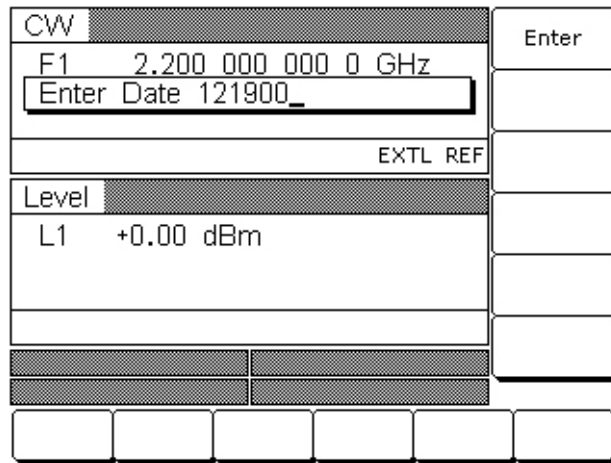 CW
Enter
F1 2.200 000 000 0 GHz
Enter Date 121900_
EXTL REF
Level
L1 +0.00 dBm